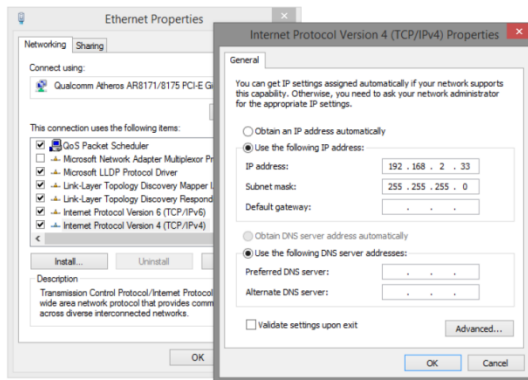 Ethernet Properties
Networking
Sharing
Connect using:
Qualcomm Atheros AR8171/8175 PCI-E
This connection uses the following items:
QoS Packet Scheduler
Microsoft Network Adapter Multiplexor
Microsoft LLDP Protocol Driver
Link-Layer Topology Discovery Mapper
Link-Layer Topology Discovery
Internet Protocol Version 6 (TCP/IPv6)
Internet Protocol Version 4 (TCP/IPv4)
Install...
Uninstall
Description
Transmission Control Protocol/Internet Protocol
wide area network protocol that provides
across diverse interconnected networks.
OK
Internet Protocol Version 4 (TCP/IPv4) Properties
General
You can get IP settings assigned automatically if your network supports
this capability. Otherwise, you need to ask your network administrator
for the appropriate IP settings.
Obtain an IP address automatically
Use the following IP address:
IP address: 192 . 168 . 2 . 33
Subnet mask: 255 . 255 . 255 . 0
Default gateway: . . .
Obtain DNS server address automatically
Use the following DNS server addresses:
Preferred DNS server: . . .
Alternate DNS server: . . .
Validate settings upon exit
Advanced...
OK
Cancel